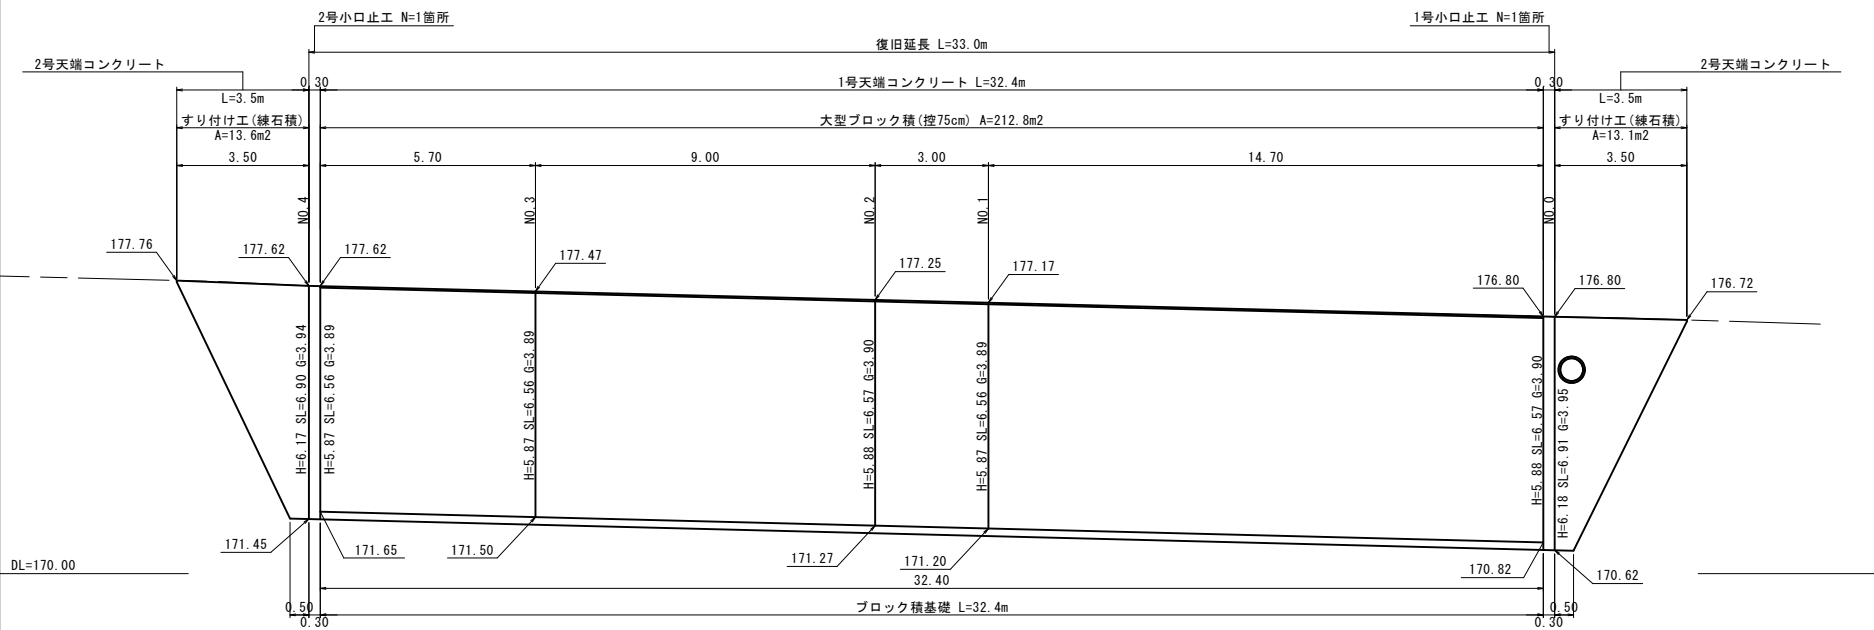 2号小口止工 N=1箇所
1号小口止工 N=1箇所
復旧延長 L=33.0m
2号天端コンクリート
2号天端コンクリート
0.30
1号天端コンクリート L=32.4m
0.30
L=3.5m
L=3.5m
すり付け工(練石積)
大型ブロック積(控75cm) A=212.8m2
すり付け工(練石積)
A=13.6m2
A=13.1m2
3.50
5.70
9.00
3.00
14.70
3.50
NO.4
NO.3
NO.2
NO.1
NO.0
177.76
177.62
177.62
177.47
177.25
177.17
176.80
176.80
176.72
H=6.17 SL=6.90 G=3.94
H=5.87 SL=6.56 G=3.89
H=5.87 SL=6.56 G=3.89
H=5.88 SL=6.57 G=3.90
H=5.87 SL=6.56 G=3.89
H=5.88 SL=6.57 G=3.90
H=6.18 SL=6.91 G=3.95
171.45
171.65
171.50
171.27
171.20
170.82
170.62
DL=170.00
32.40
0.50
ブロック積基礎 L=32.4m
0.50
0.30
0.30